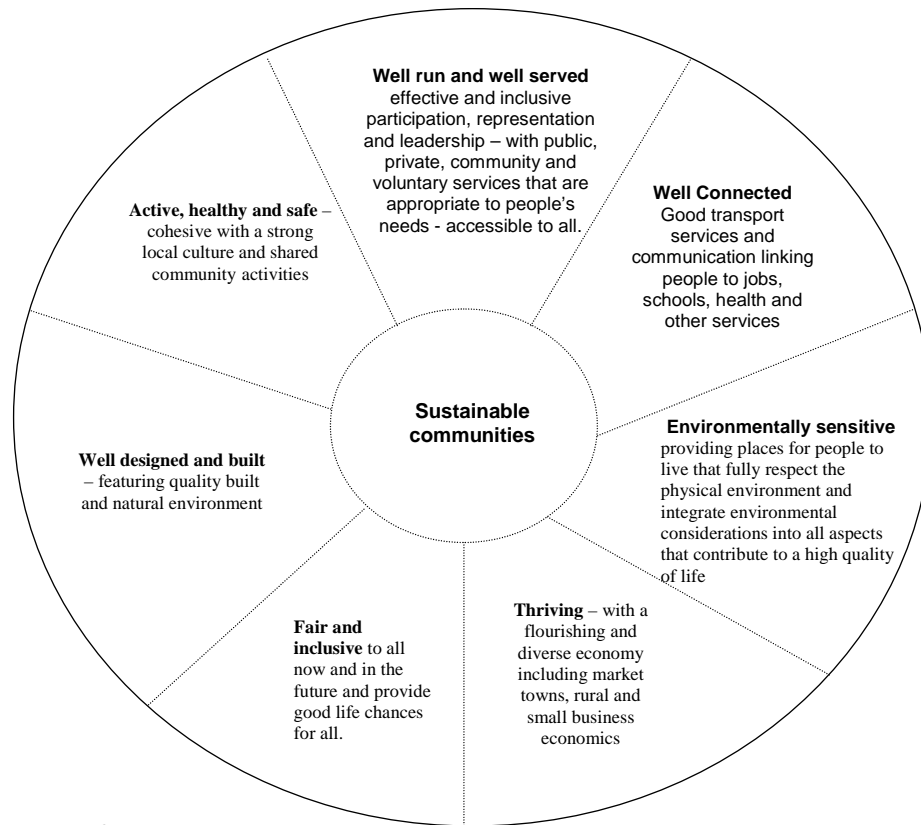 Well run and well served
effective and inclusive
participation, representation
and leadership – with public,
private, community and
voluntary services that are
appropriate to people's
needs - accessible to all.
Well Connected
Good transport
services and
communication linking
people to jobs,
schools, health and
other services
Environmentally sensitive
providing places for people to
live that fully respect the
physical environment and
integrate environmental
considerations into all aspects
that contribute to a high quality
of life
Thriving – with a
flourishing and
diverse economy
including market
towns, rural and
small business
economics
Fair and
inclusive to all
now and in the
future and provide
good life chances
for all.
Well designed and built
– featuring quality built
and natural environment
Active, healthy and safe –
cohesive with a strong
local culture and shared
community activities
Sustainable
communities